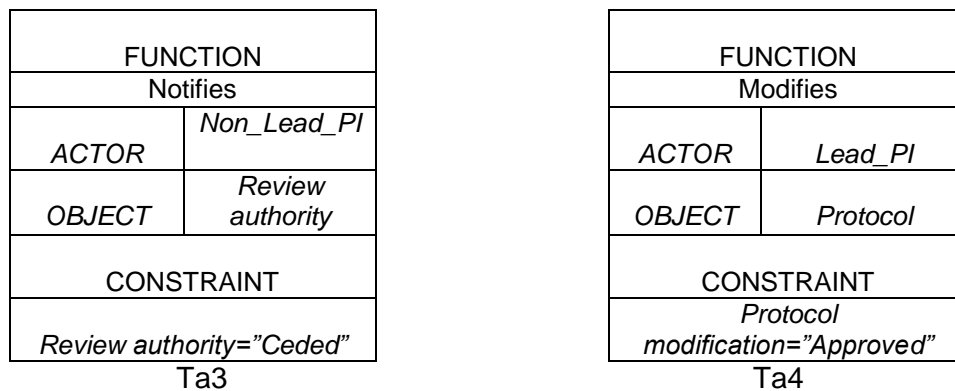 FUNCTION
Notifies
ACTOR
Non_Lead_PI
OBJECT
Review
authority
CONSTRAINT
Review authority=”Ceded”
Ta3
FUNCTION
Modifies
ACTOR
Lead_PI
OBJECT
Protocol
CONSTRAINT
Protocol
modification=”Approved”
Ta4